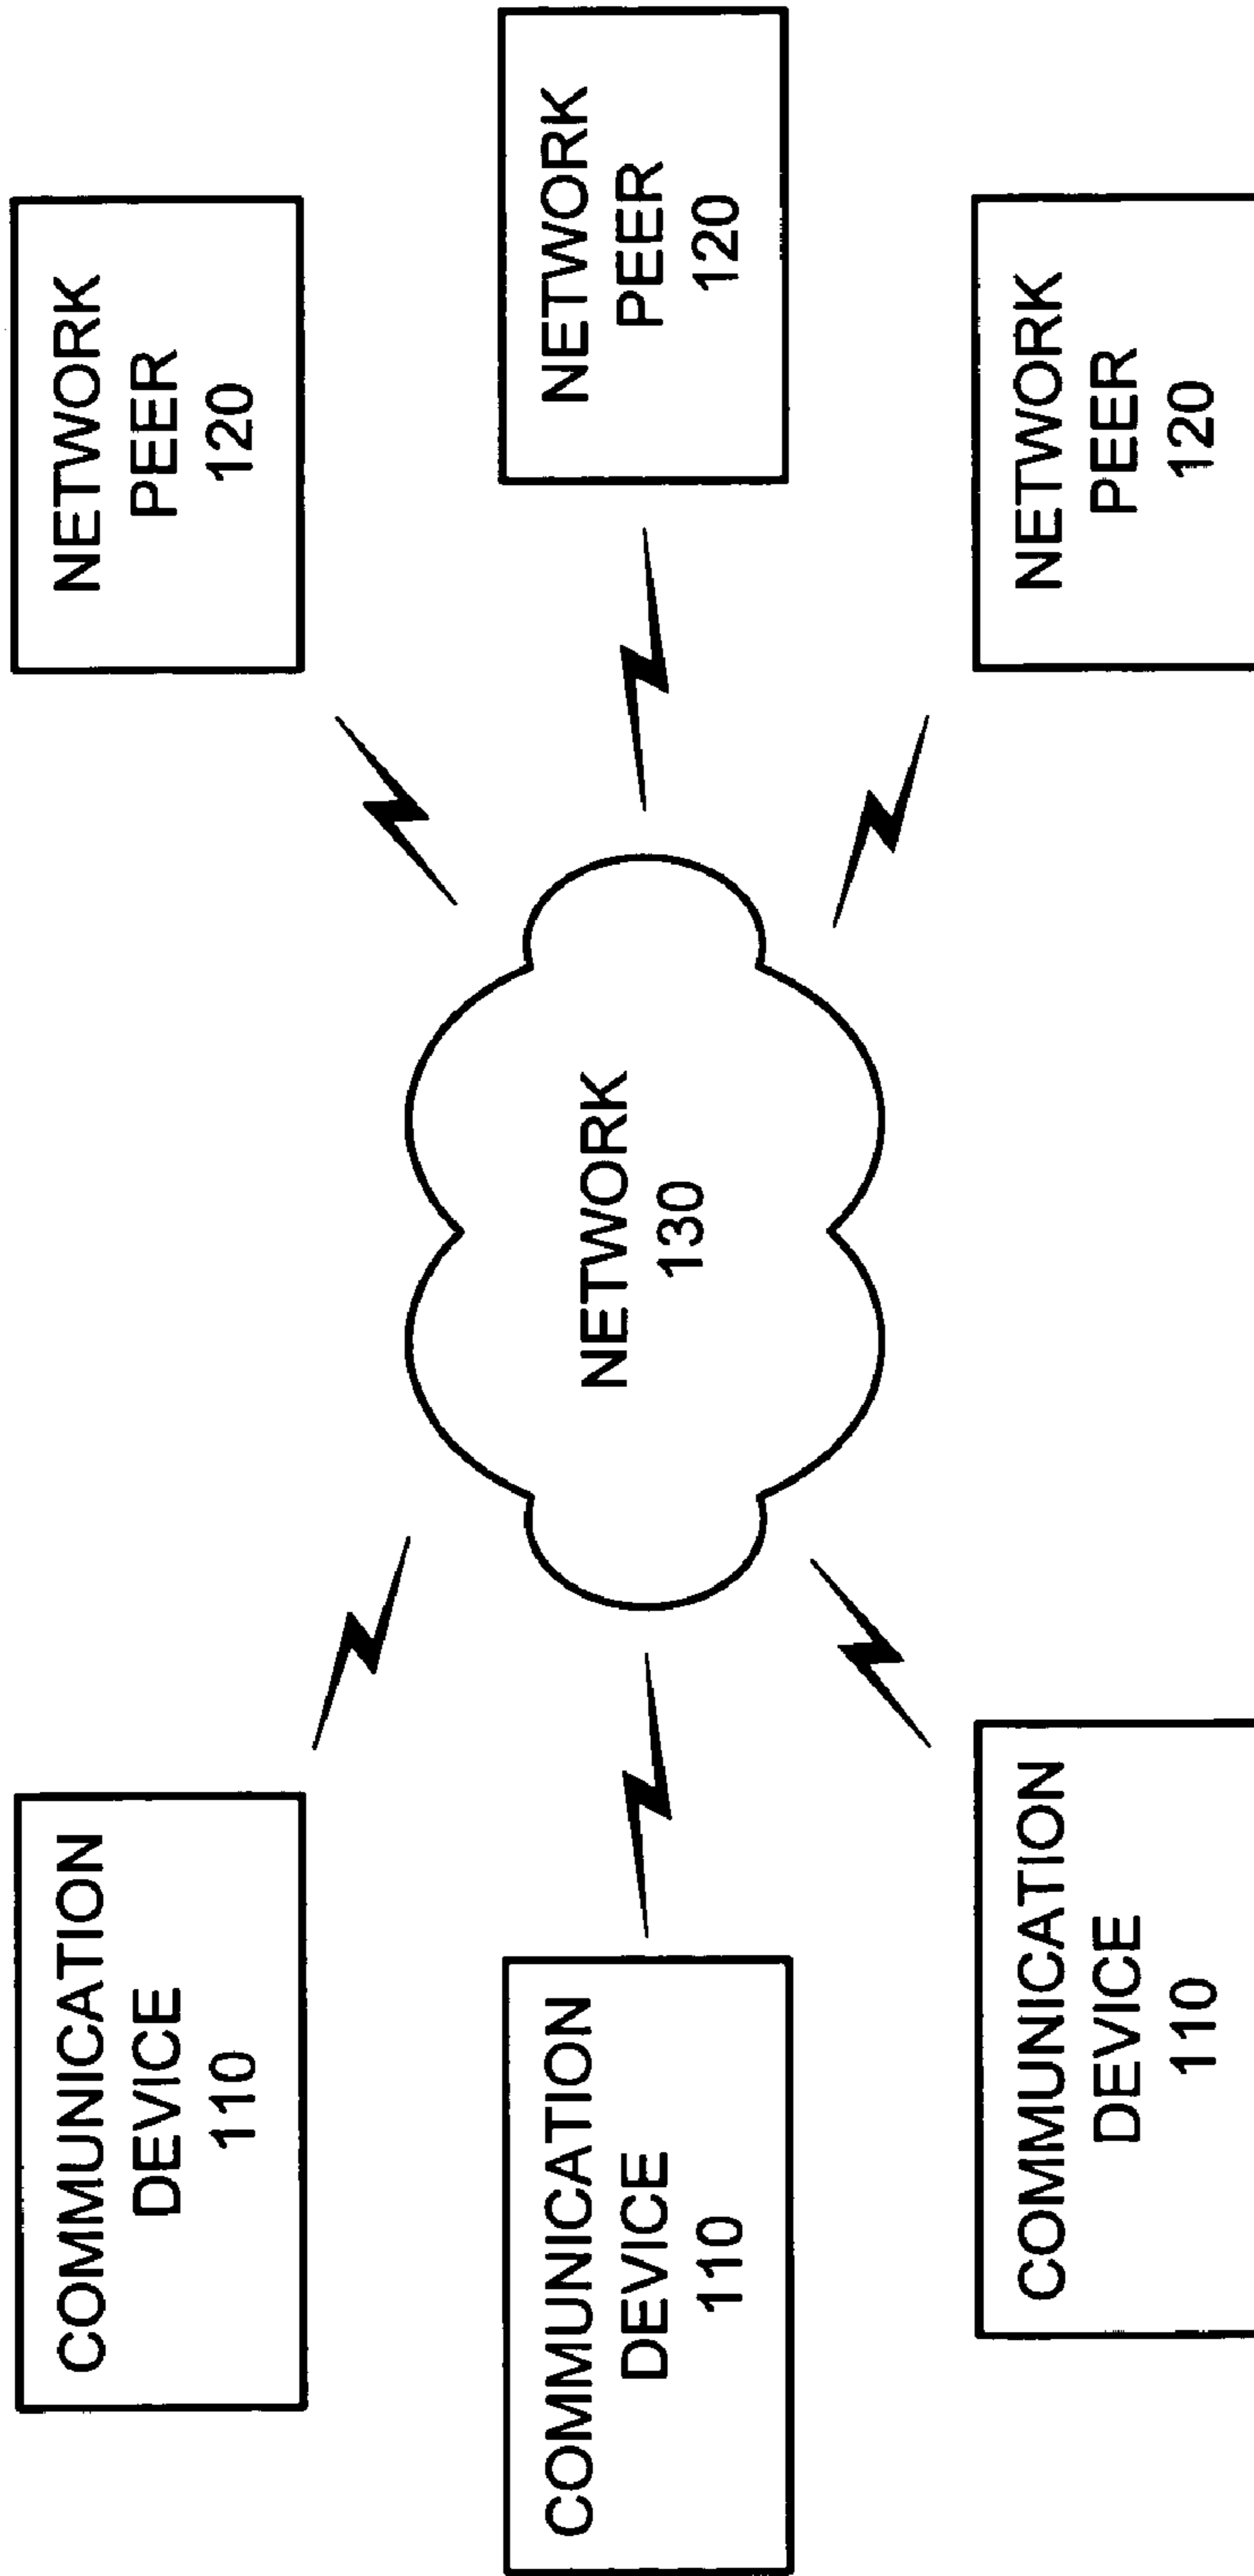 COMMUNICATION
DEVICE
110
NETWORK
PEER
120
COMMUNICATION
DEVICE
110
NETWORK
130
NETWORK
PEER
120
COMMUNICATION
DEVICE
110
NETWORK
PEER
120